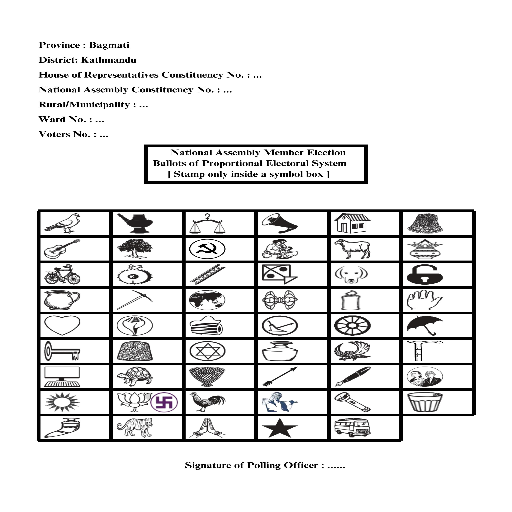 Province : Bagmati
District: Kathmandu
House of Representatives Constituency No. : ...
National Assembly Constituency No. : ...
Rural/Municipality : ...
Ward No. : ...
Voters No. : ...
National Assembly Member Election
Ballots of Proportional Electoral System
[ Stamp only inside a symbol box ]
Signature of Polling Officer : ......